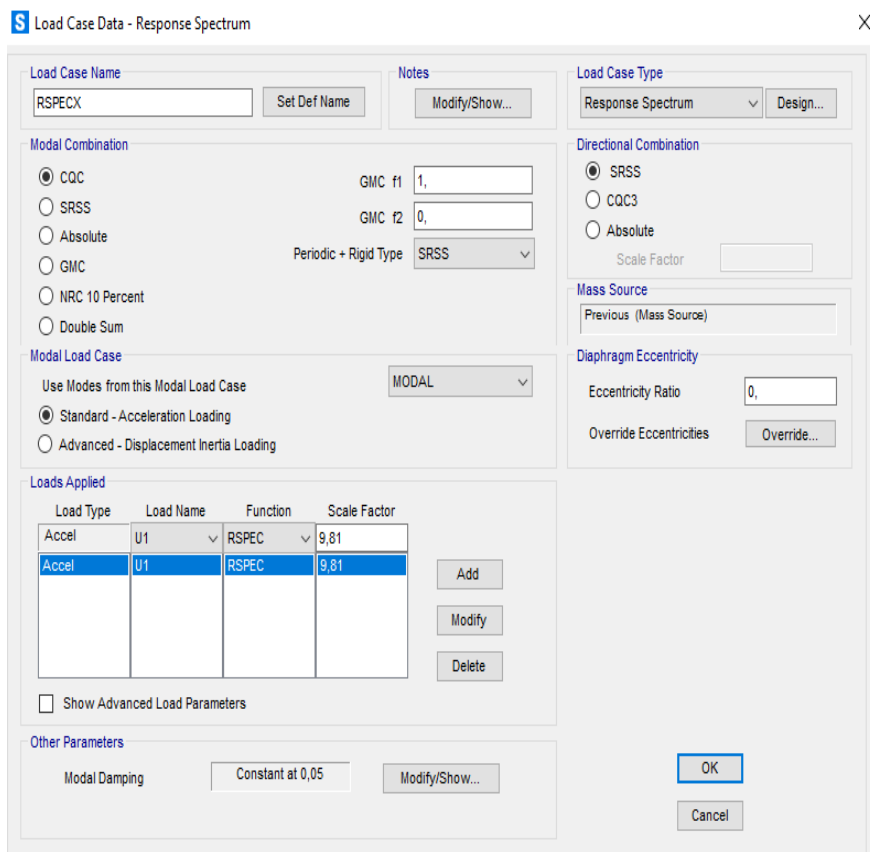 S Load Case Data - Response Spectrum
Load Case Name
RSPECX
Set Def Name
Notes
Modify/Show...
Load Case Type
Response Spectrum
Design...
Modal Combination
CQC
SRSS
Absolute
GMC
NRC 10 Percent
Double Sum
GMC f1 1,
GMC f2 0,
Periodic + Rigid Type SRSS
Directional Combination
SRSS
CQC3
Absolute
Scale Factor
Mass Source
Previous (Mass Source)
Modal Load Case
Use Modes from this Modal Load Case MODAL
Standard - Acceleration Loading
Advanced - Displacement Inertia Loading
Diaphragm Eccentricity
Eccentricity Ratio 0,
Override Eccentricities Override...
Loads Applied
Load Type Load Name Function Scale Factor
Accel U1 RSPEC 9,81
Accel U1 RSPEC 9,81
Add
Modify
Delete
Show Advanced Load Parameters
Other Parameters
Modal Damping Constant at 0,05 Modify/Show...
OK
Cancel